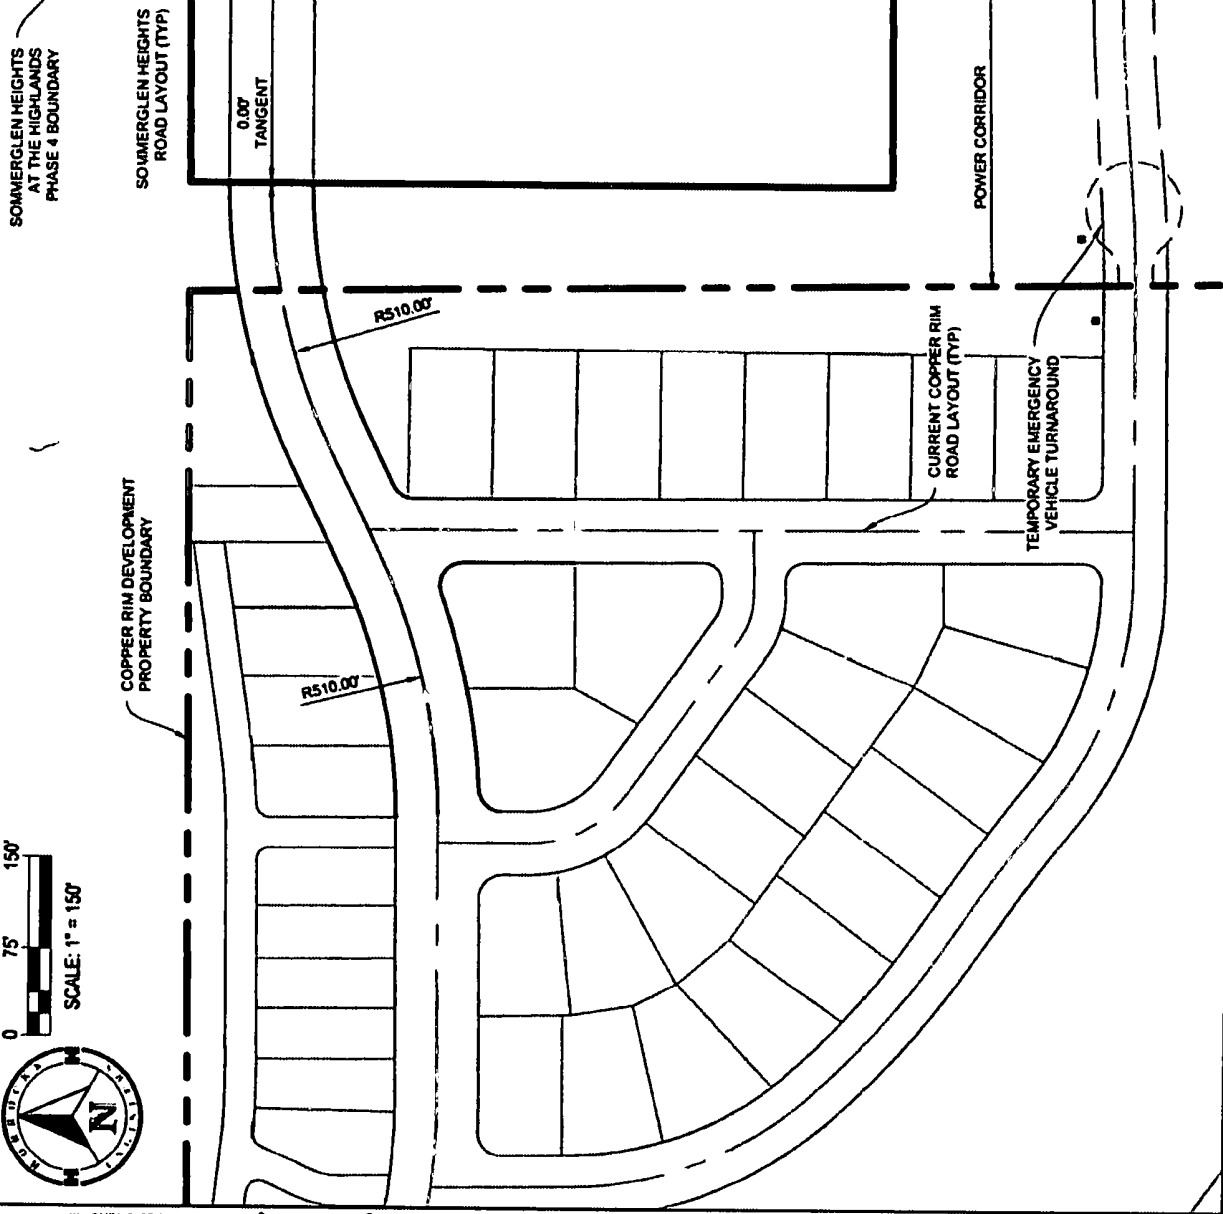 SOMMERGLEN HEIGHTS
AT THE HIGHLANDS
PHASE 4 BOUNDARY
SOMMERGLEN HEIGHTS
ROAD LAYOUT (TYP)
0.00'
TANGENT
POWER CORRIDOR
R510.00'
CURRENT COPPER RIM
ROAD LAYOUT (TYP)
TEMPORARY EMERGENCY
VEHICLE TURNAROUND
COPPER RIM DEVELOPMENT
PROPERTY BOUNDARY
R510.00'
0 75' 150'
SCALE: 1" = 150'
HORROCKS
H H
N